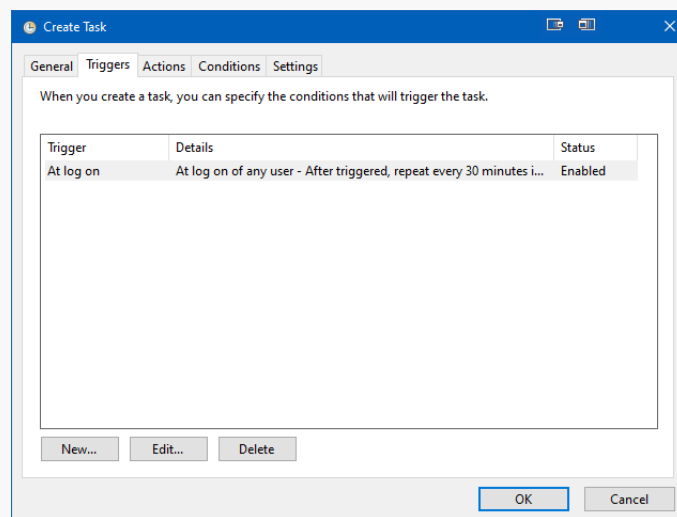 Create Task
General Triggers Actions Conditions Settings
When you create a task, you can specify the conditions that will trigger the task.
Trigger Details Status
At log on At log on of any user - After triggered, repeat every 30 minutes i... Enabled
New... Edit... Delete
OK Cancel